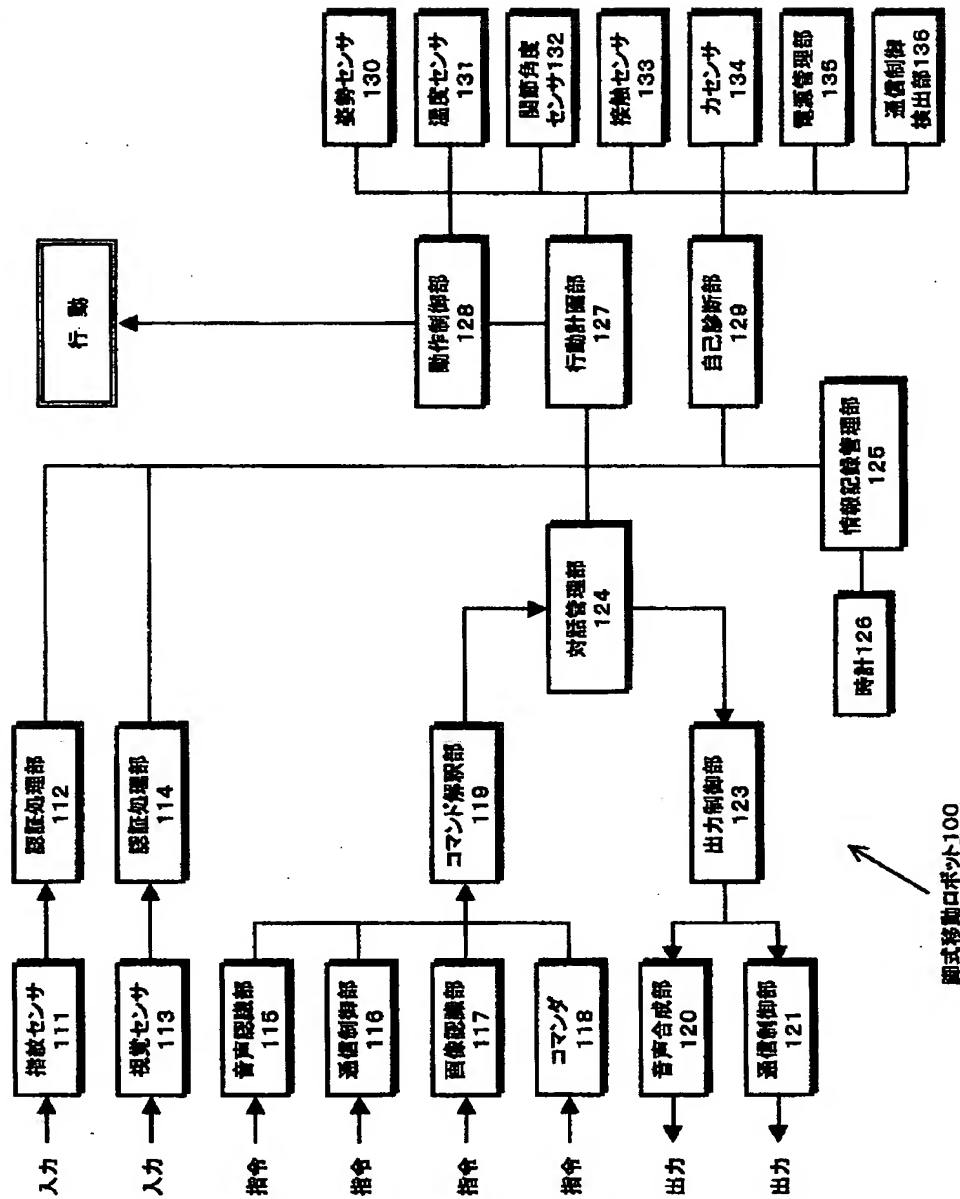 入力
指紋センサ
111
認証処理部
112
入力
視覚センサ
113
認証処理部
114
指令
音声認識部
115
指令
通信制御部
116
指令
画像認識部
117
指令
コマンダ
118
コマンド解釈部
119
出力
音声合成部
120
出力
通信制御部
121
出力制御部
123
対話管理部
124
情報記録管理部
125
時計126
行動
動作制御部
128
行動計画部
127
自己診断部
129
姿勢センサ
130
温度センサ
131
関節角度
センサ132
接触センサ
133
力センサ
134
電源管理部
135
通信制御
検出部136
脚式移動ロボット100